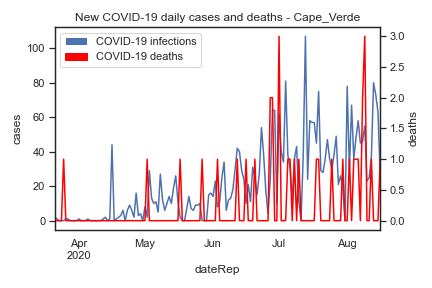 New COVID-19 daily cases and deaths - Cape_Verde
COVID-19 infections
COVID-19 deaths
100
80
60
40
20
0
cases
3.0
2.5
2.0
1.5
1.0
0.5
0.0
deaths
Apr
2020
May
Jun
Jul
Aug
dateRep